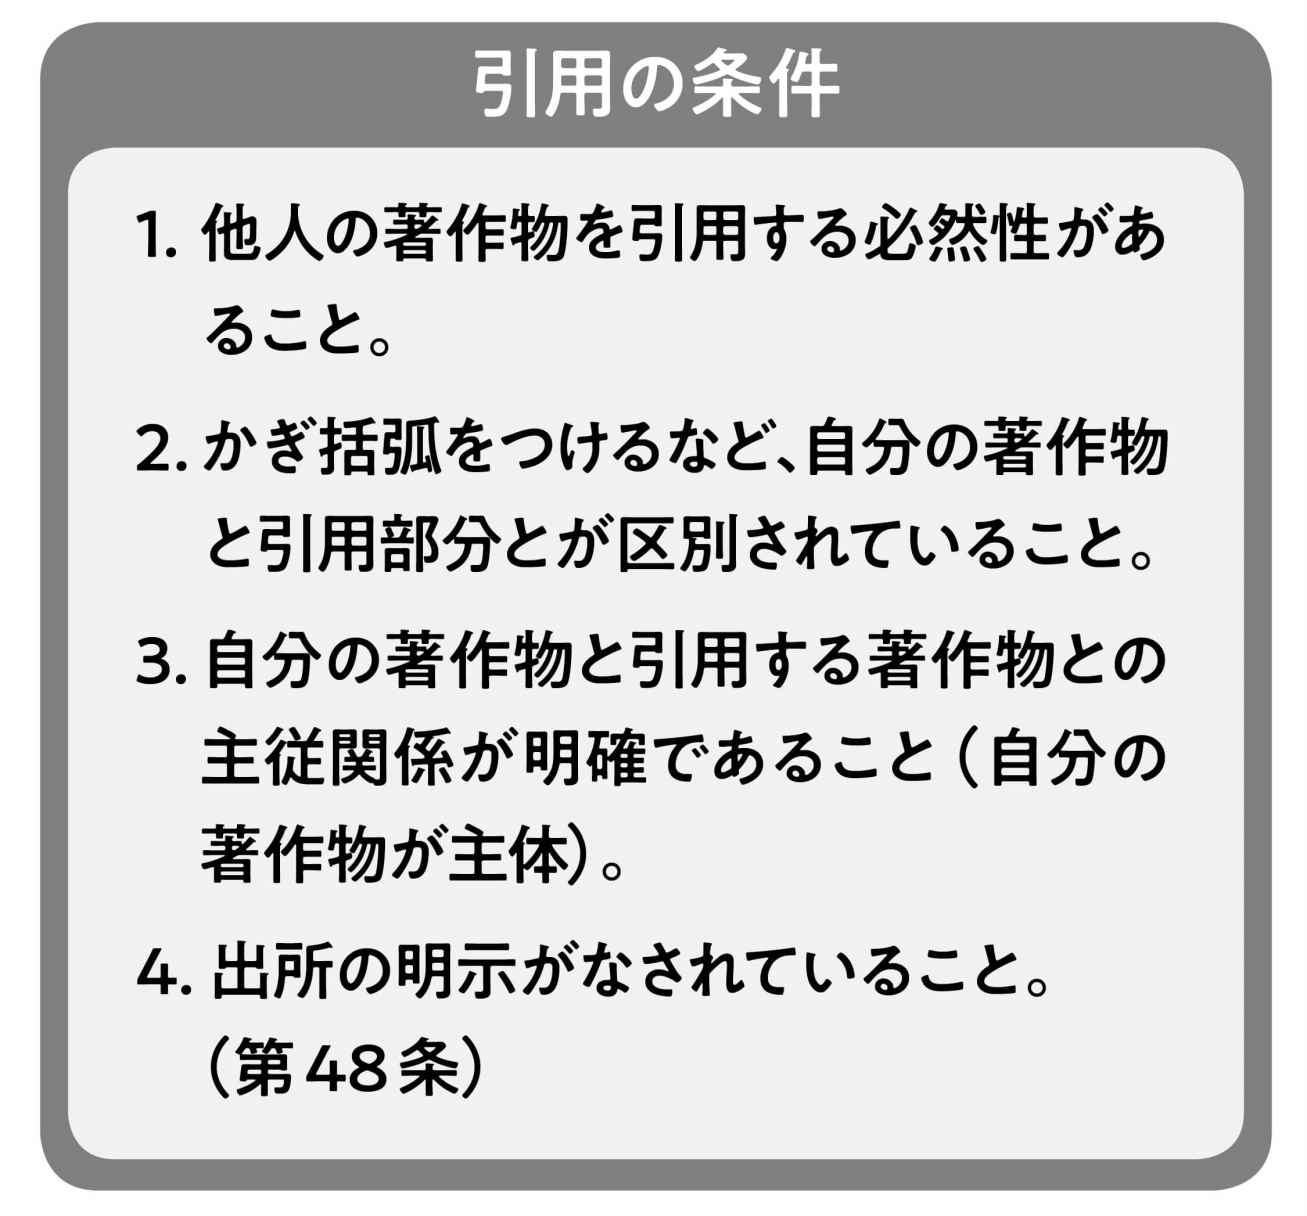 引用の条件
1. 他人の著作物を引用する必然性があ
ること。
2. かぎ括弧をつけるなど、自分の著作物
と引用部分とが区別されていること。
3. 自分の著作物と引用する著作物との
主従関係が明確であること（自分の
著作物が主体）。
4. 出所の明示がなされていること。
（第48条）